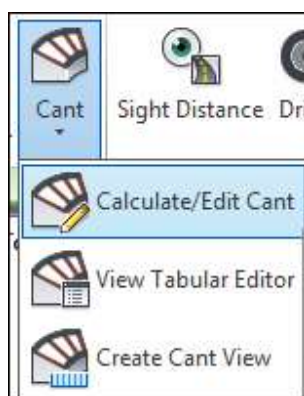 Cant
Sight Distance
Calculate/Edit Cant
View Tabular Editor
Create Cant View